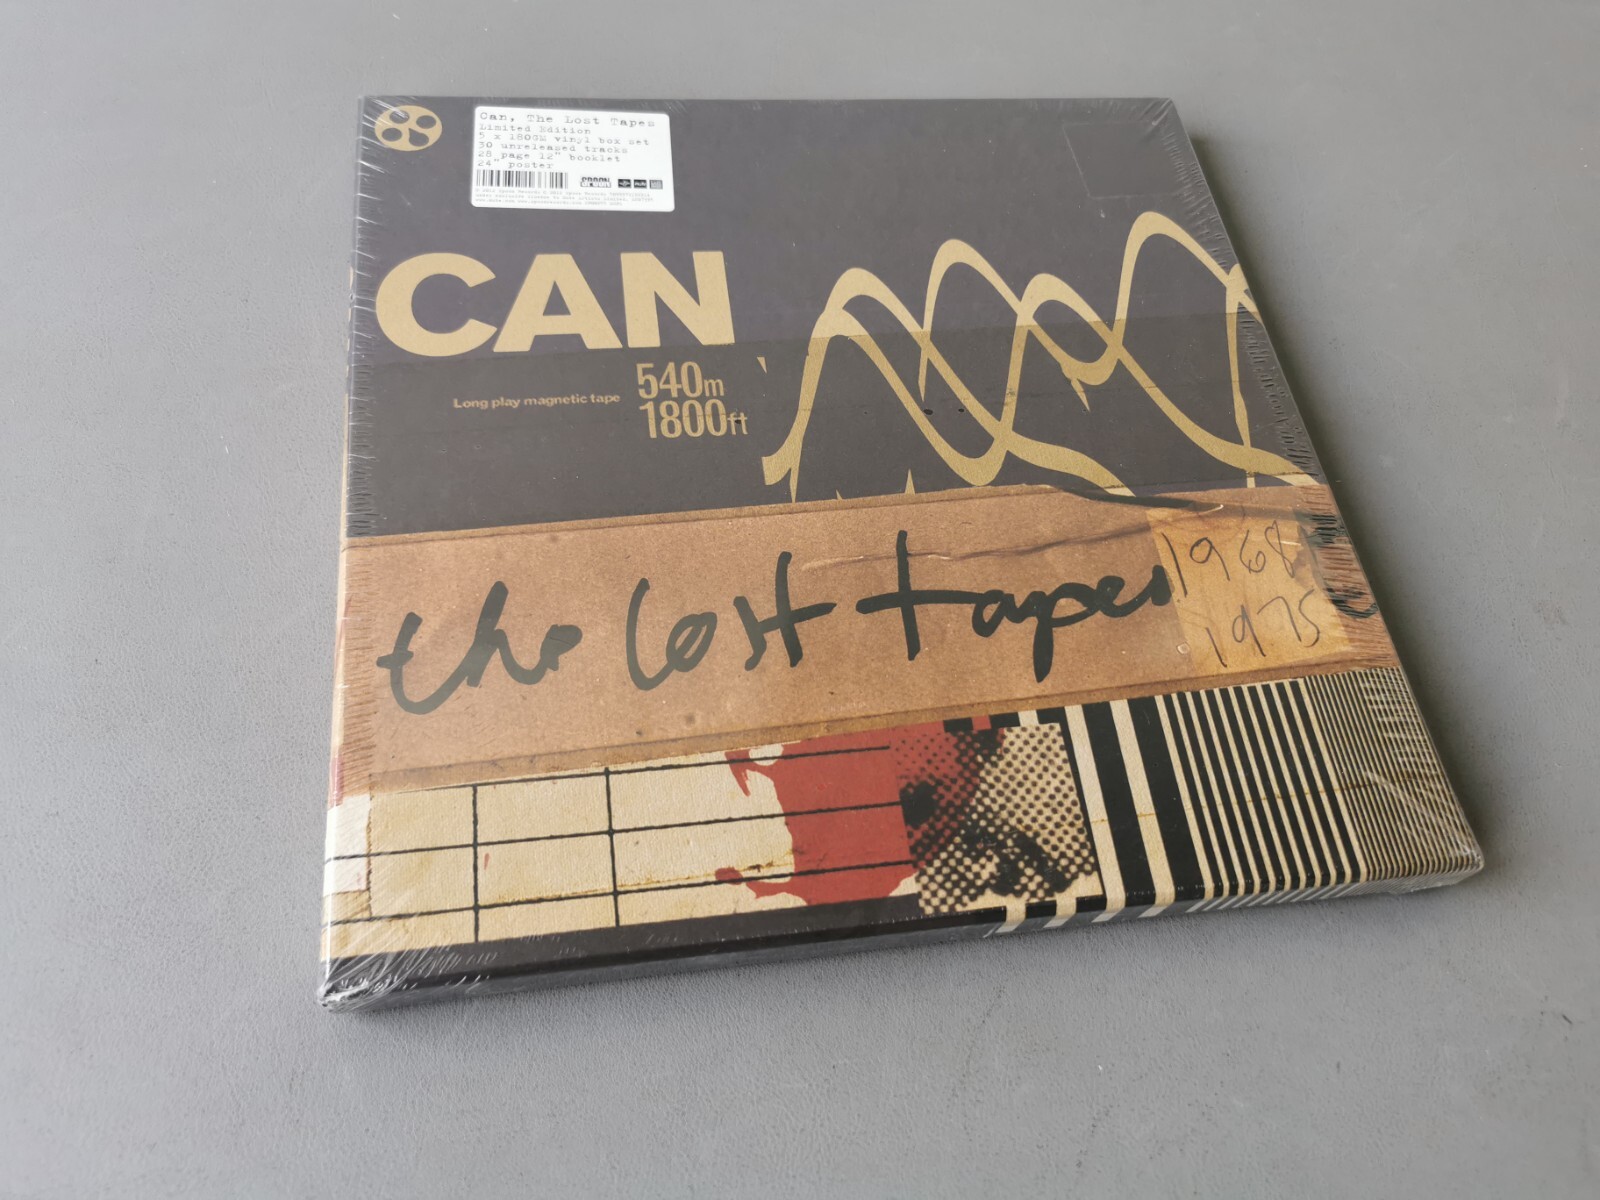 Can, The Lost Tapes
Limited Edition
5 x 180GM vinyl box set
30 unreleased tracks
28 page 12" booklet
24" poster
SPOON
CAN
Long play magnetic tape
540m
1800ft
the lost tapes
1968
1975